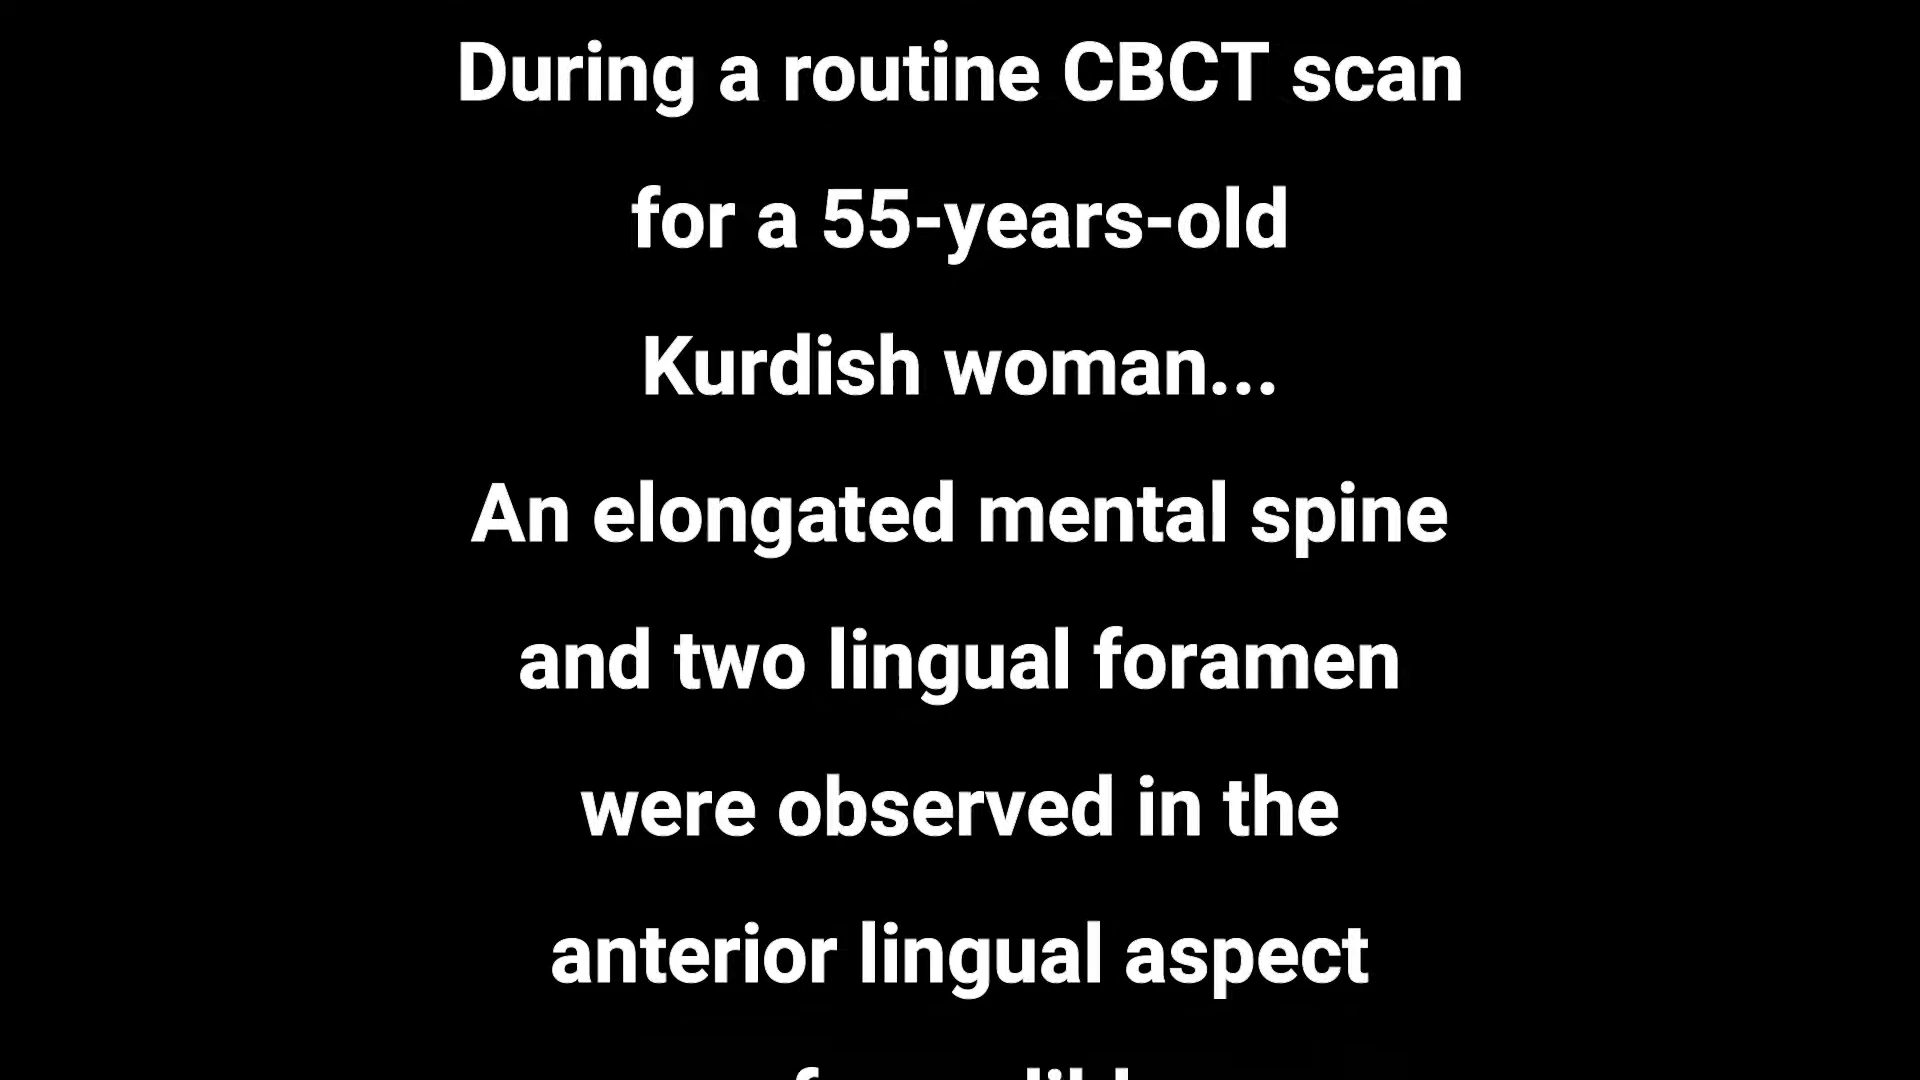 During a routine CBCT scan
for a 55-years-old
Kurdish woman...
An elongated mental spine
and two lingual foramen
were observed in the
anterior lingual aspect